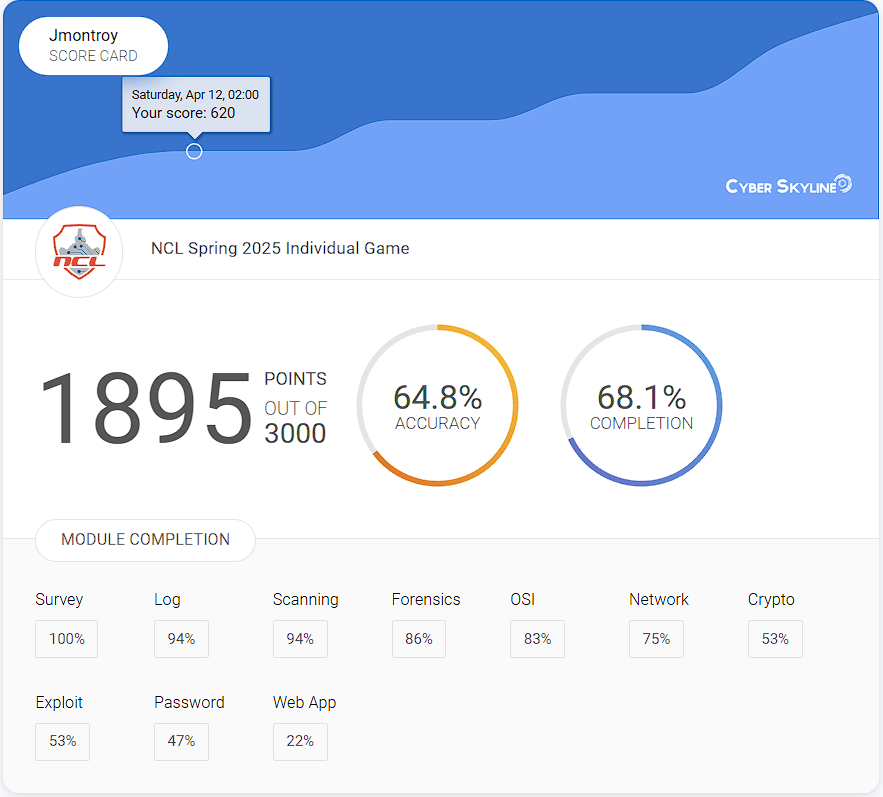 Jmontroy
SCORE CARD
Saturday, Apr 12, 02:00
Your score: 620
CYBER SKYLINE
NCL
NCL Spring 2025 Individual Game
1895
POINTS
OUT OF
3000
64.8%
ACCURACY
68.1%
COMPLETION
MODULE COMPLETION
Survey Log Scanning Forensics OSI Network Crypto
100% 94% 94% 86% 83% 75% 53%
Exploit Password Web App
53% 47% 22%